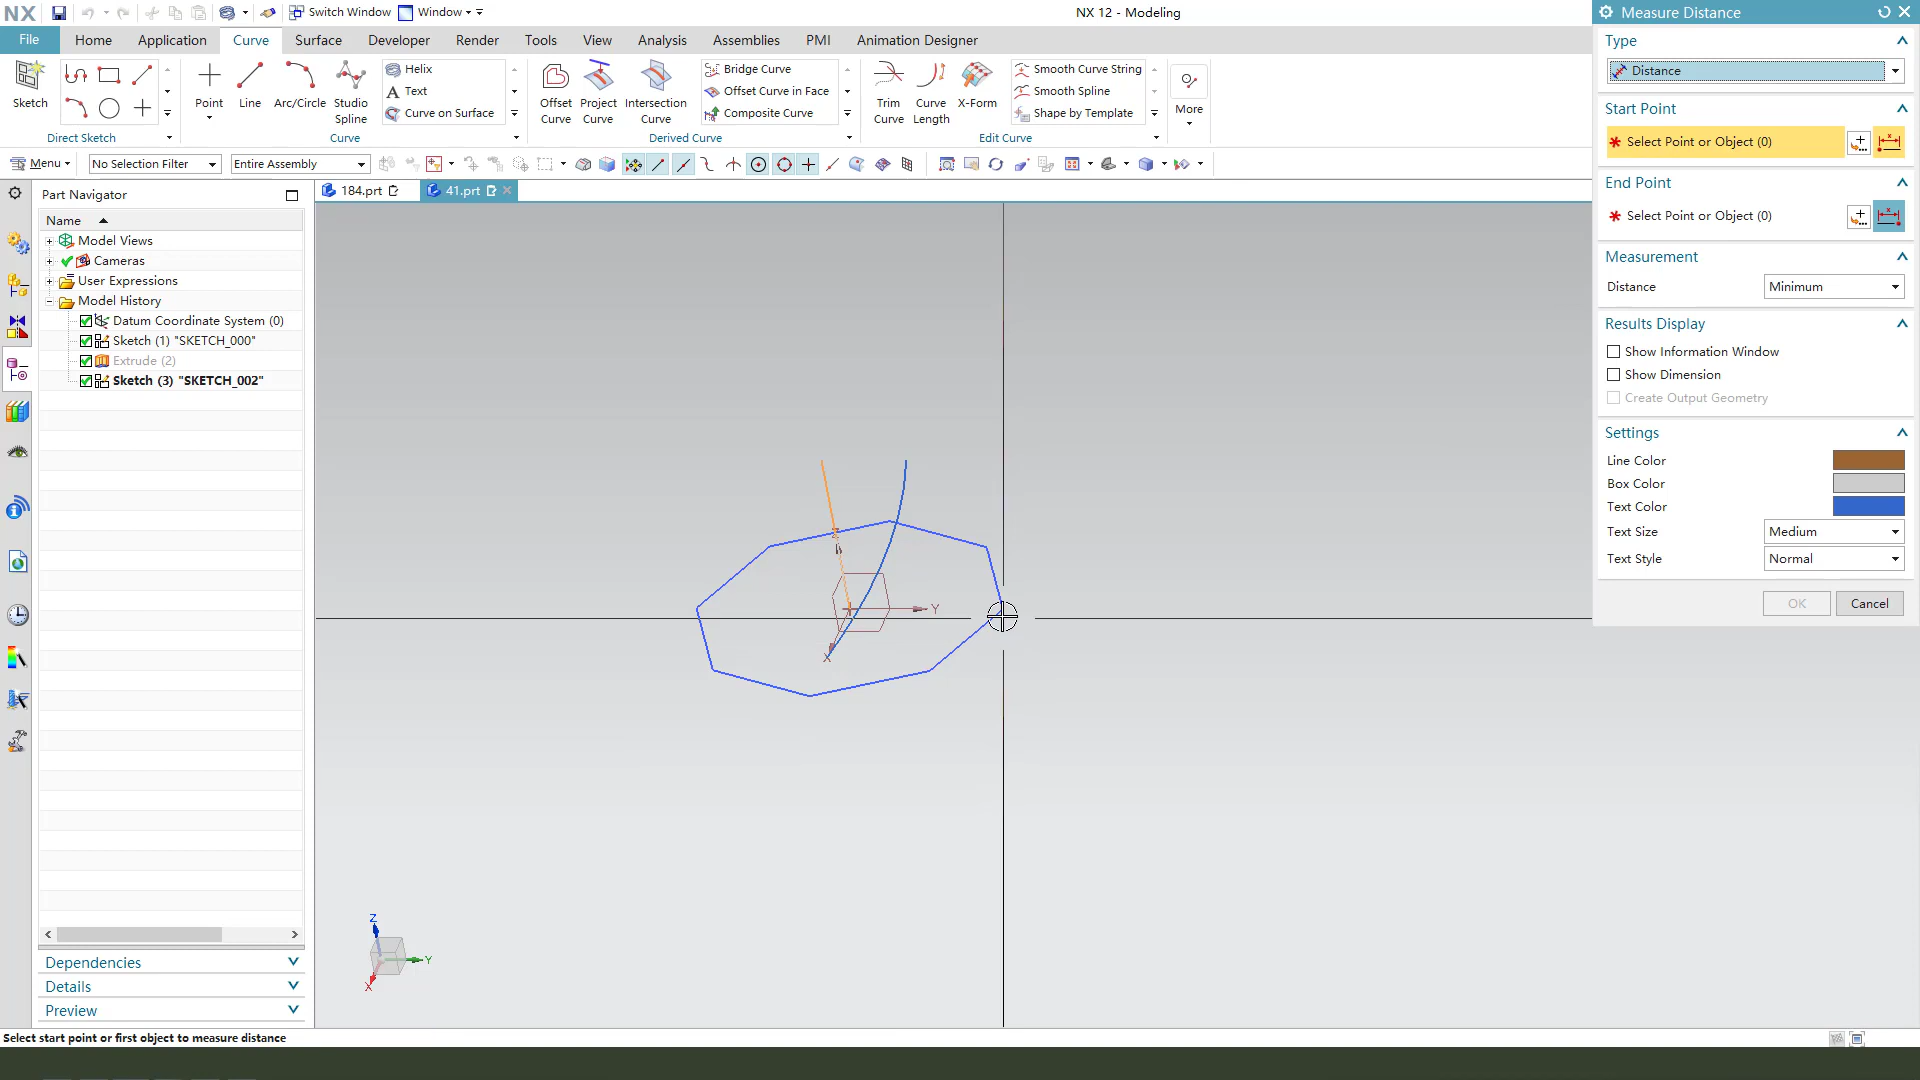 NX
Switch Window
Window
NX 12 - Modeling
Measure Distance
File
Home
Application
Curve
Surface
Developer
Render
Tools
View
Analysis
Assemblies
PMI
Animation Designer
Type
Distance
Sketch
Direct Sketch
Point
Line
Arc/Circle
Studio Spline
Helix
Text
Curve on Surface
Curve
Offset Curve
Project Curve
Intersection Curve
Bridge Curve
Offset Curve in Face
Composite Curve
Derived Curve
Trim Curve
Curve Length
X-Form
Smooth Curve String
Smooth Spline
Shape by Template
Edit Curve
More
Start Point
Select Point or Object (0)
Menu
No Selection Filter
Entire Assembly
Part Navigator
184.prt
41.prt
End Point
Select Point or Object (0)
Name
Model Views
Cameras
User Expressions
Model History
Datum Coordinate System (0)
Sketch (1) "SKETCH_000"
Extrude (2)
Sketch (3) "SKETCH_002"
Measurement
Distance
Minimum
Results Display
Show Information Window
Show Dimension
Create Output Geometry
Settings
Line Color
Box Color
Text Color
Text Size
Medium
Text Style
Normal
OK
Cancel
Z
Y
X
Z
Y
X
Dependencies
Details
Preview
Select start point or first object to measure distance